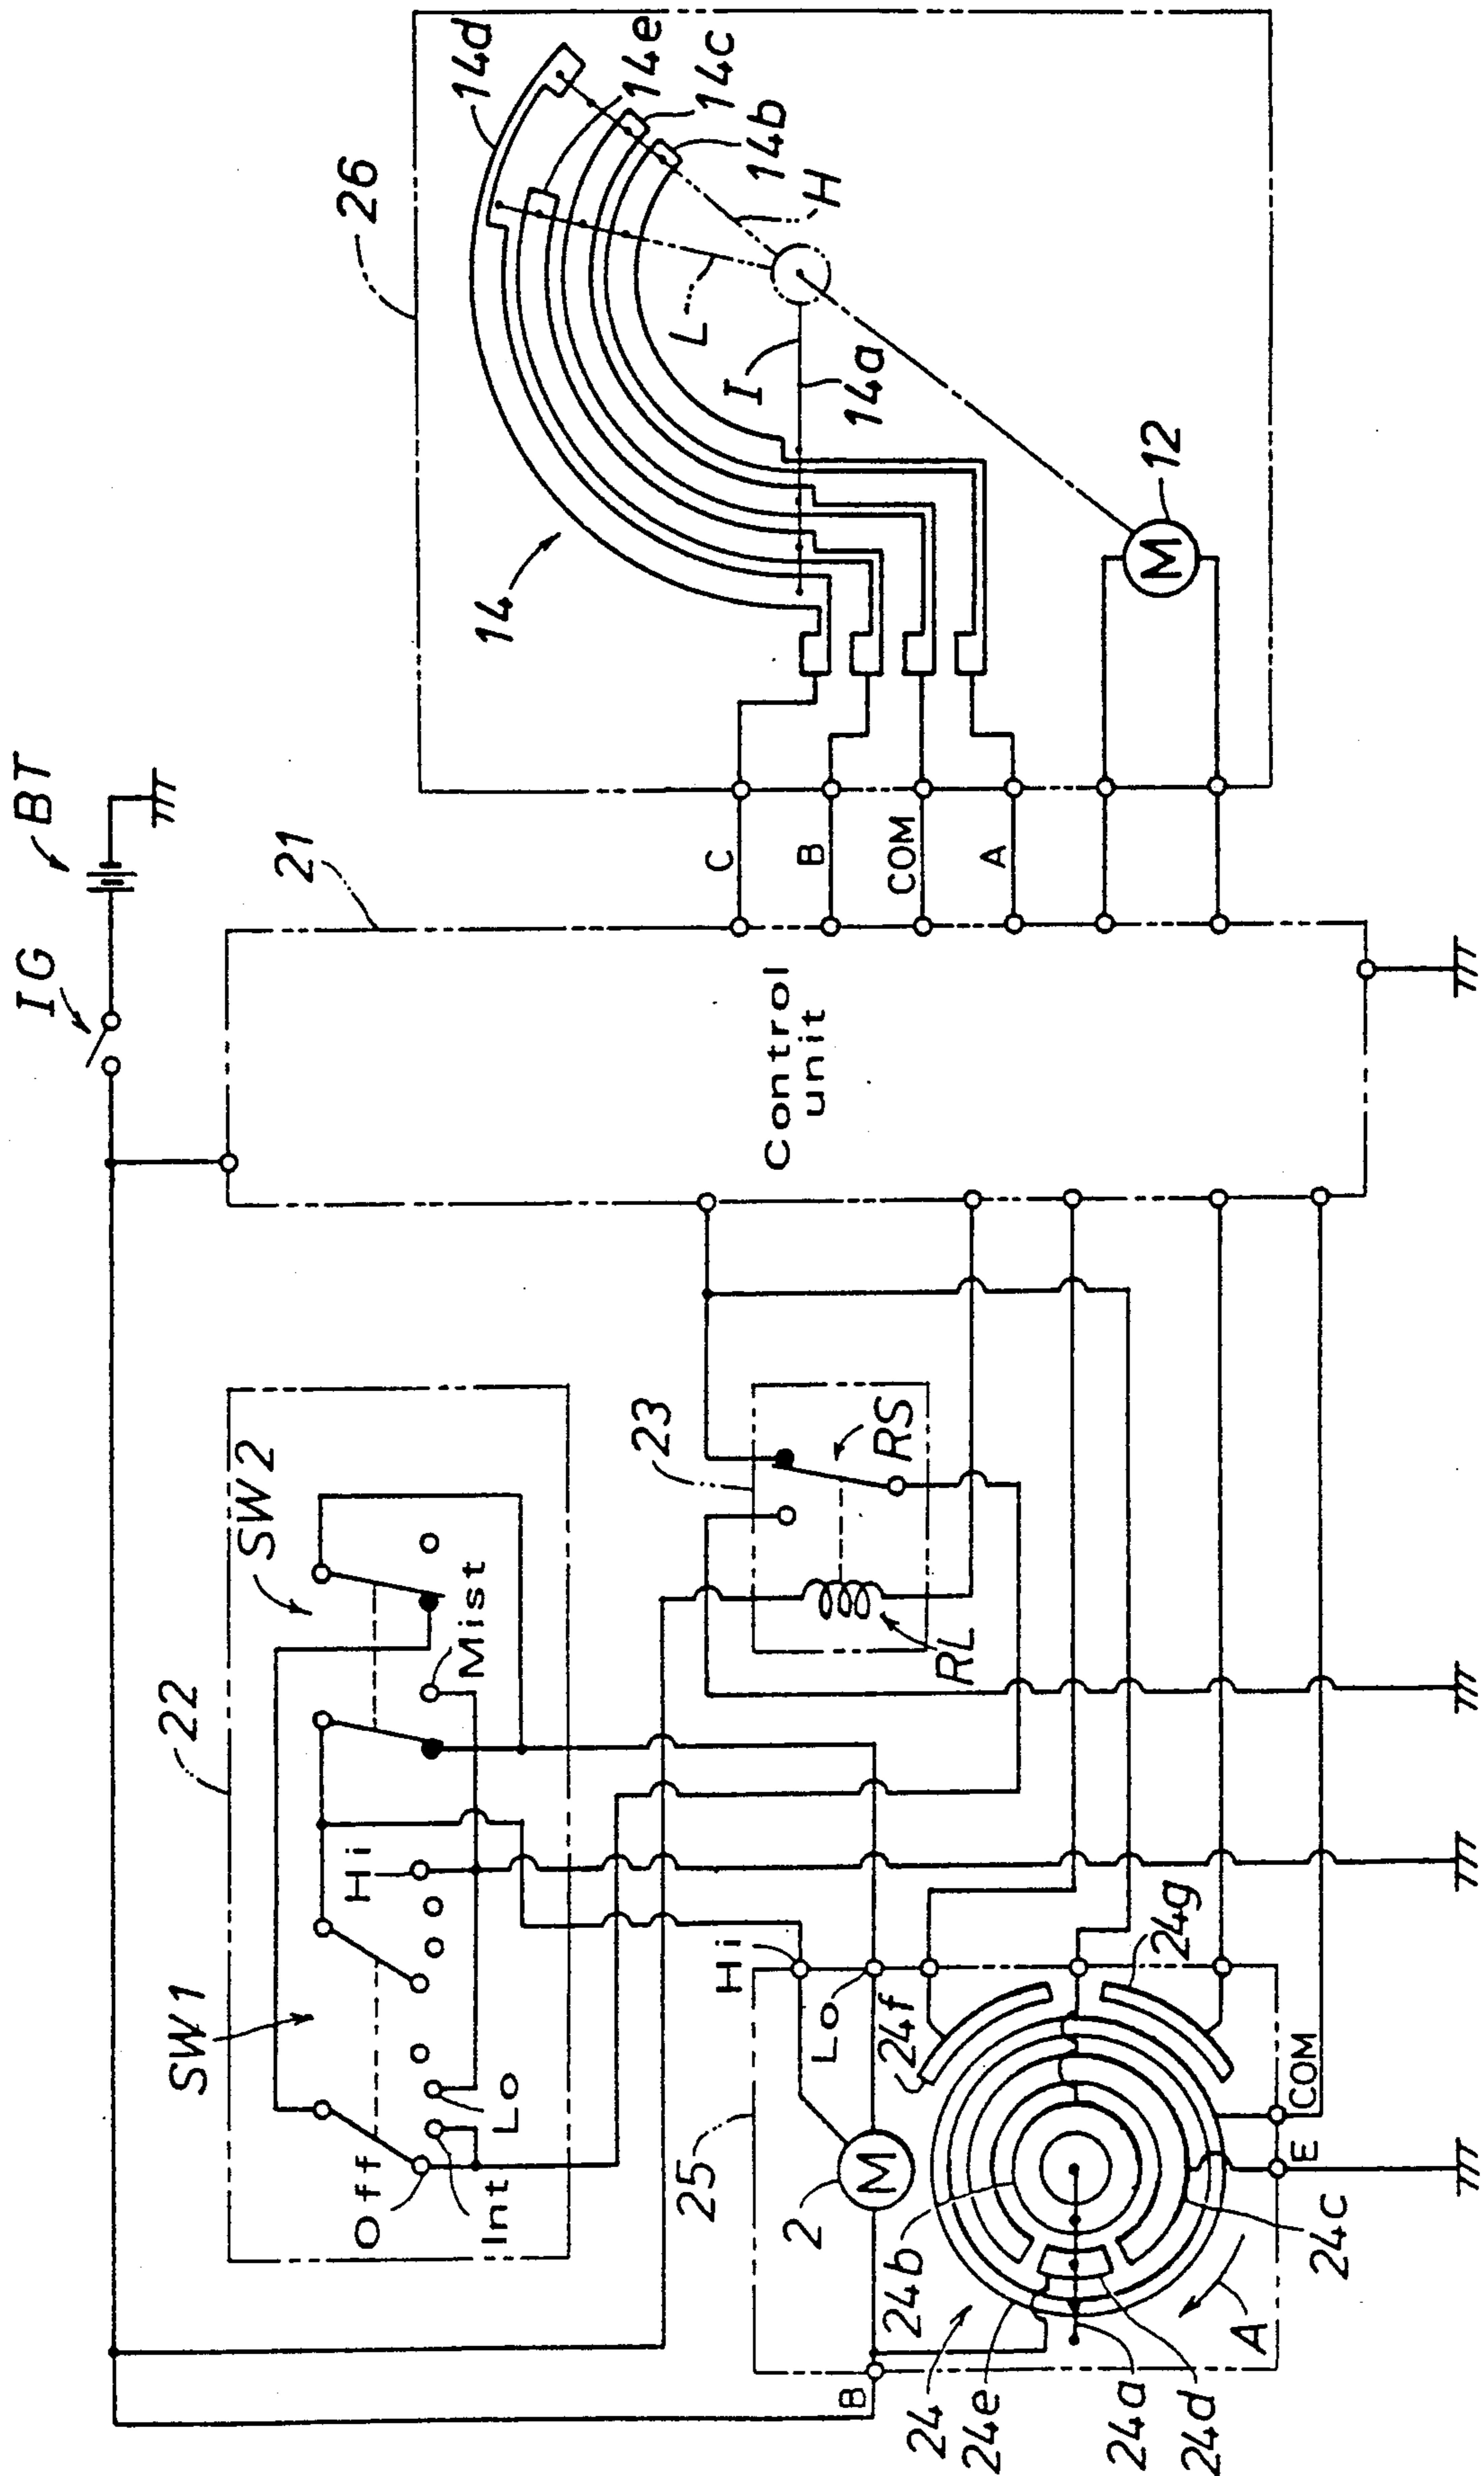 IG
BT
21
26
14d
14e
14c
14b
H
L
I
14a
14
12
M
C
B
COM
A
Control
unit
22
SW2
SW1
Mist
Hi
Off
Int
Lo
23
RS
RL
25
Hi
Lo
2
M
B
24
24a
24b
24c
24d
24e
24f
24g
A
E
COM